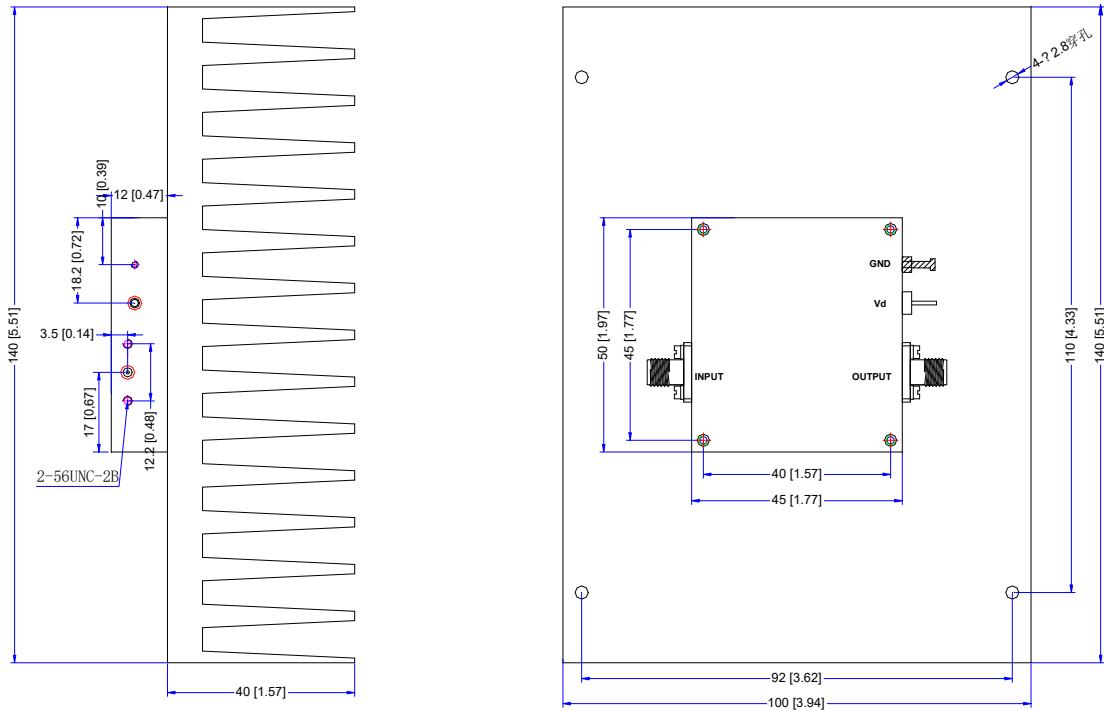 140 [5.51]
10 [0.39]
12 [0.47]
18.2 [0.72]
3.5 [0.14]
17 [0,67]
12.2 [0.48]
2-56UNC-2B
40 [1.57]
4-? 2.8穿孔
GND
Vd
INPUT
OUTPUT
50 [1.97]
45 [1.77]
40 [1.57]
45 [1.77]
110 [4.33]
140 [5.51]
92 [3.62]
100 [3.94]